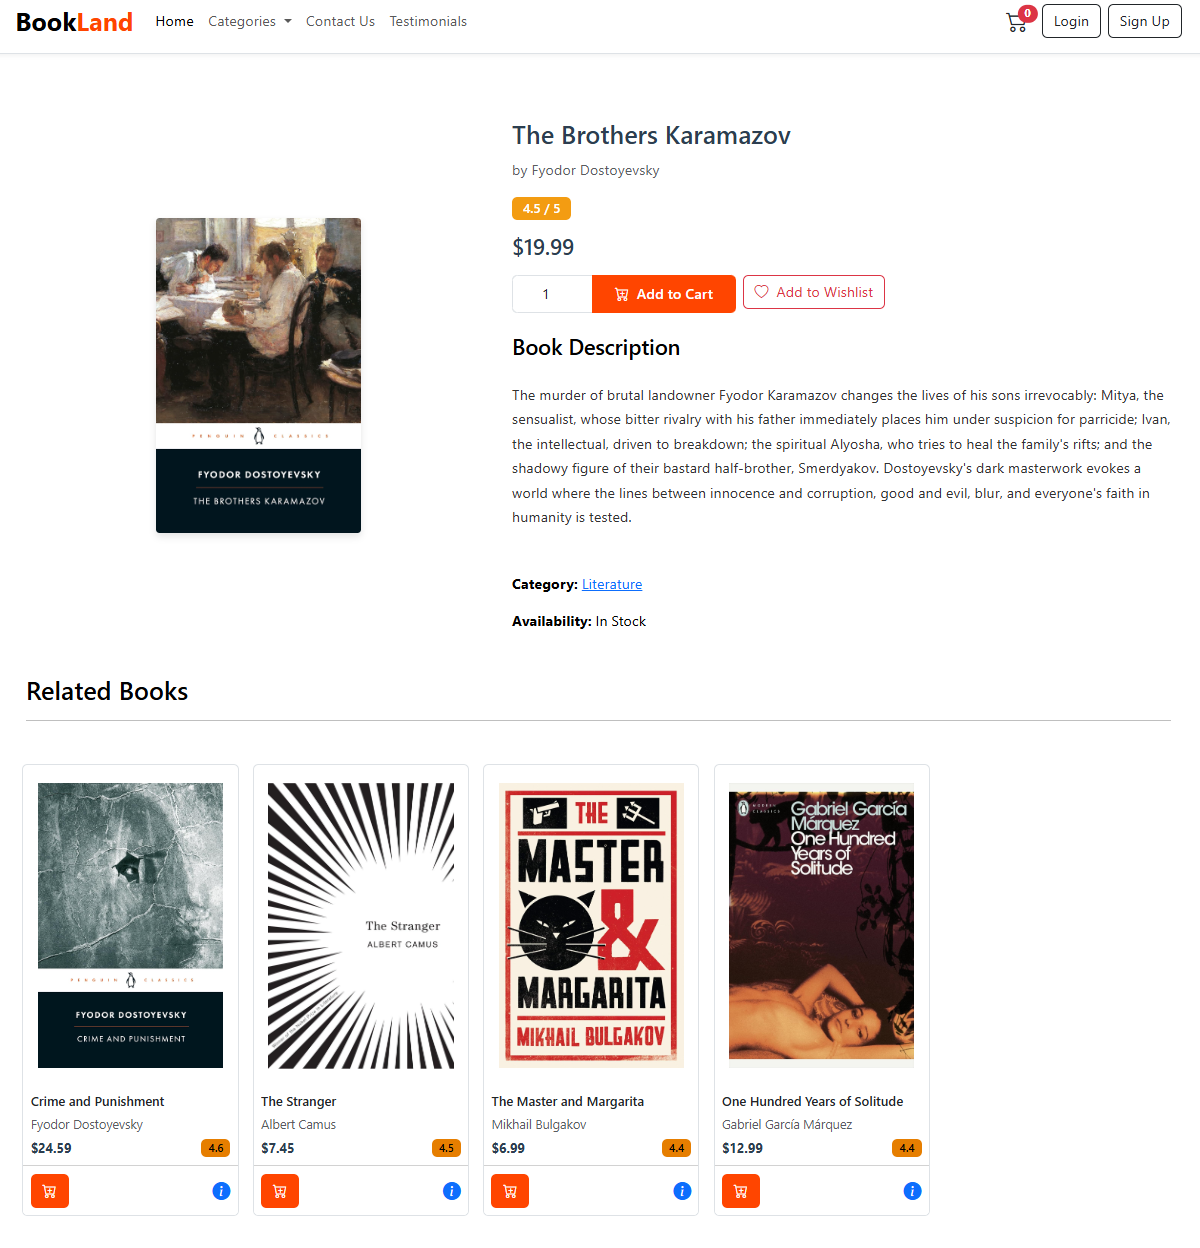 BookLand
Home
Categories
Contact Us
Testimonials
0
Login
Sign Up
The Brothers Karamazov
by Fyodor Dostoyevsky
4.5 / 5
$19.99
1
Add to Cart
Add to Wishlist
PENGUIN CLASSICS
FYODOR DOSTOYEVSKY
THE BROTHERS KARAMAZOV
Book Description
The murder of brutal landowner Fyodor Karamazov changes the lives of his sons irrevocably: Mitya, the
sensualist, whose bitter rivalry with his father immediately places him under suspicion for parricide; Ivan,
the intellectual, driven to breakdown; the spiritual Alyosha, who tries to heal the family's rifts; and the
shadowy figure of their bastard half-brother, Smerdyakov. Dostoyevsky's dark masterwork evokes a
world where the lines between innocence and corruption, good and evil, blur, and everyone's faith in
humanity is tested.
Category: Literature
Availability: In Stock
Related Books
PENGUIN CLASSICS
FYODOR DOSTOYEVSKY
CRIME AND PUNISHMENT
Crime and Punishment
Fyodor Dostoyevsky
$24.59
4.6
The Stranger
ALBERT CAMUS
The Stranger
Albert Camus
$7.45
4.5
THE
MASTER
&
MARGARITA
MIKHAIL BULGAKOV
The Master and Margarita
Mikhail Bulgakov
$6.99
4.4
MODERN
CLASSICS
Gabriel García
Márquez
One Hundred
Years of
Solitude
One Hundred Years of Solitude
Gabriel García Márquez
$12.99
4.4